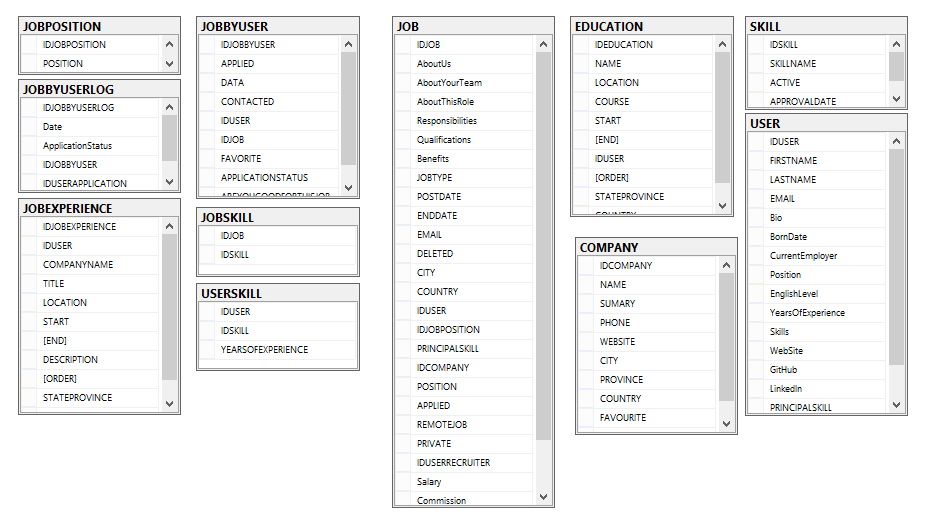 JOBPOSITION
IDJOBPOSITION
POSITION
JOBBYUSERLOG
IDJOBBYUSERLOG
Date
ApplicationStatus
IDJOBBYUSER
IDUSERAPPLICATION
JOBEXPERIENCE
IDJOBEXPERIENCE
IDUSER
COMPANYNAME
TITLE
LOCATION
START
[END]
DESCRIPTION
[ORDER]
STATEPROVINCE
JOBBYUSER
IDJOBBYUSER
APPLIED
DATA
CONTACTED
IDUSER
IDJOB
FAVORITE
APPLICATIONSTATUS
AREYOUGOODFORTHISJOB
JOBSKILL
IDJOB
IDSKILL
USERSKILL
IDUSER
IDSKILL
YEARSOFEXPERIENCE
JOB
IDJOB
AboutUs
AboutYourTeam
AboutThisRole
Responsibilities
Qualifications
Benefits
JOBTYPE
POSTDATE
ENDDATE
EMAIL
DELETED
CITY
COUNTRY
IDUSER
IDJOBPOSITION
PRINCIPALSKILL
IDCOMPANY
POSITION
APPLIED
REMOTEJOB
PRIVATE
IDUSERRECRUITER
Salary
Commission
EDUCATION
IDEDUCATION
NAME
LOCATION
COURSE
START
[END]
IDUSER
[ORDER]
STATEPROVINCE
COUNTRY
COMPANY
IDCOMPANY
NAME
SUMARY
PHONE
WEBSITE
CITY
PROVINCE
COUNTRY
FAVOURITE
SKILL
IDSKILL
SKILLNAME
ACTIVE
APPROVALDATE
USER
IDUSER
FIRSTNAME
LASTNAME
EMAIL
Bio
BornDate
CurrentEmployer
Position
EnglishLevel
YearsOfExperience
Skills
WebSite
GitHub
LinkedIn
PRINCIPALSKILL